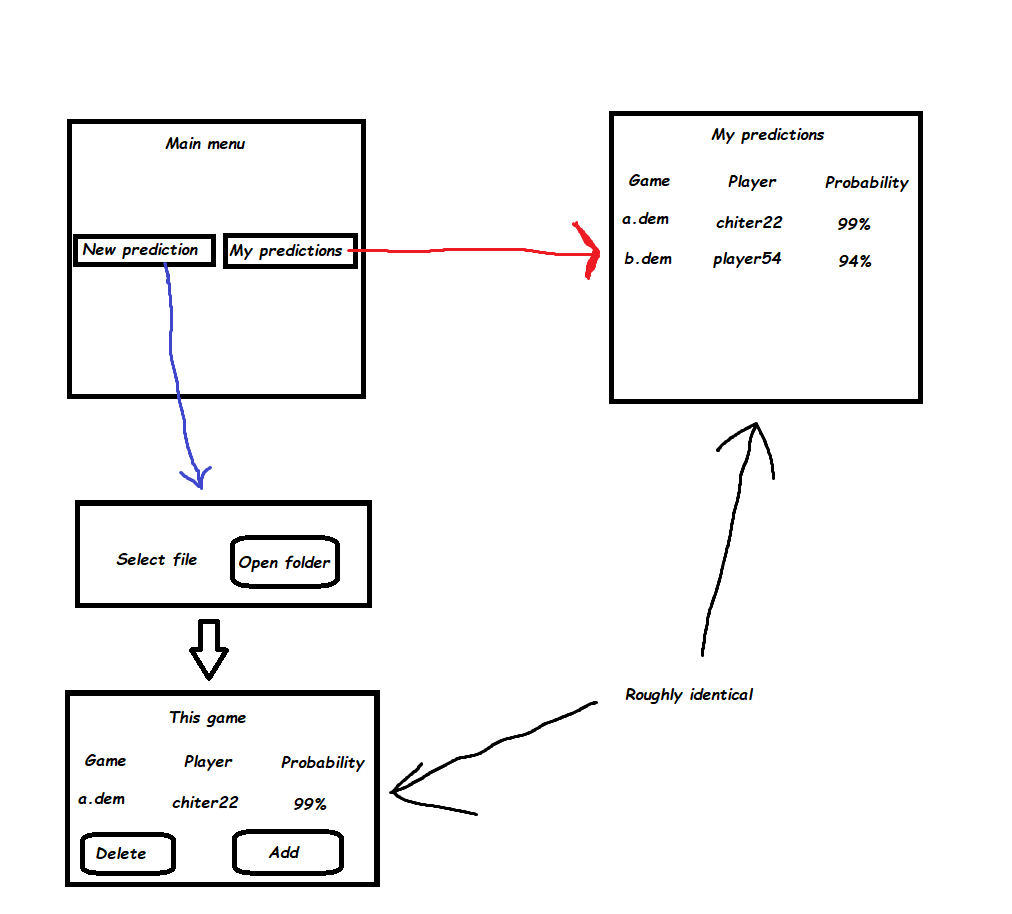 Main menu
New prediction
My predictions
My predictions
Game Player Probability
a.dem chiter22 99%
b.dem player54 94%
Select file
Open folder
Roughly identical
This game
Game Player Probability
a.dem chiter22 99%
Delete
Add